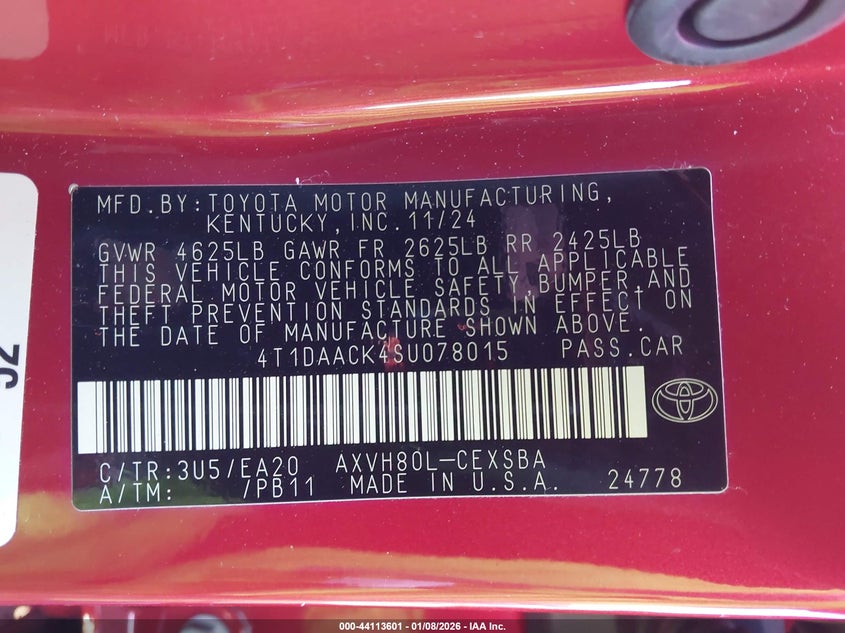 MFD.BY:TOYOTA MOTOR MANUFACTURING,
KENTUCKY,INC.11/24
GVWR 4625LB GAWR FR 2625LB RR 2425LB
THIS VEHICLE CONFORMS TO ALL APPLICABLE
FEDERAL MOTOR VEHICLE SAFETY,BUMPER,AND
THEFT PREVENTION STANDARDS IN EFFECT ON
THE DATE OF MANUFACTURE SHOWN ABOVE.
4T1DAACK4SU078015 PASS.CAR
C/TR:3U5/EA20 AXVH80L-CEXSBA
A/TM: /PB11 MADE IN U.S.A. 24778
000-44113601 - 01/08/2026 - IAA Inc.